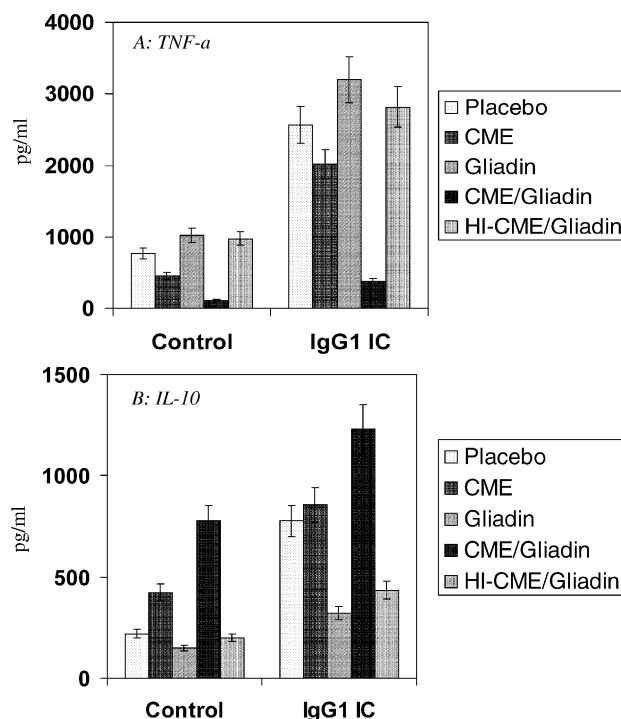 4000
A: TNF-a
3000
2000
1000
0
pg/ml
Control
IgG1 IC
Placebo
CME
Gliadin
CME/Gliadin
HI-CME/Gliadin
1500
B: IL-10
1000
500
0
pg/ml
Control
IgG1 IC
Placebo
CME
Gliadin
CME/Gliadin
HI-CME/Gliadin